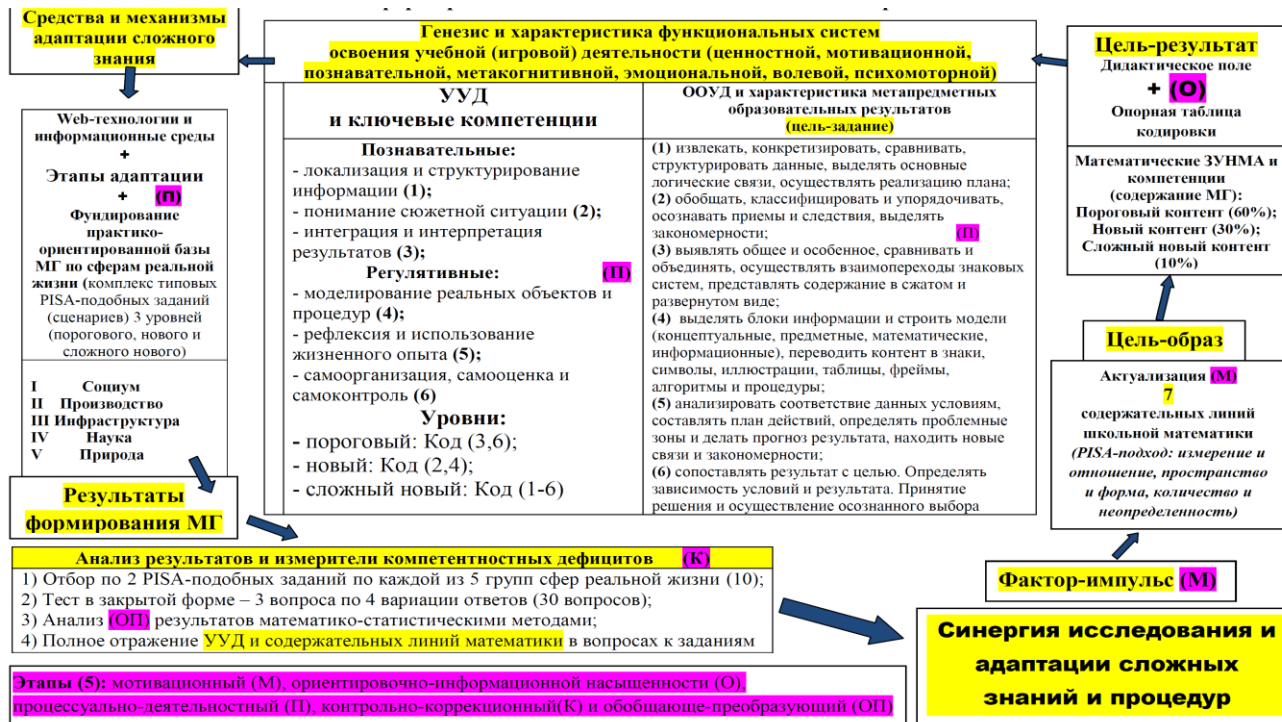 Средства и механизмы
адаптации сложного
знания
Web-технологии и
информационные среды
+
Этапы адаптации
+ (П)
Фундирование
практико-
ориентированной базы
МГ по сферам реальной
жизни (комплекс типовых
PISA-подобных заданий
(сценариев) 3 уровней
(порогового, нового и
сложного нового)
I Социум
II Производство
III Инфраструктура
IV Наука
V Природа
Результаты
формирования МГ
Генезис и характеристика функциональных систем
освоения учебной (игровой) деятельности (ценностной, мотивационной,
познавательной, метакогнитивной, эмоциональной, волевой, психомоторной)
УУД
и ключевые компетенции
Познавательные:
- локализация и структурирование
информации (1);
- понимание сюжетной ситуации (2);
- интеграция и интерпретация
результатов (3);
Регулятивные: (П)
- моделирование реальных объектов и
процедур (4);
- рефлексия и использование
жизненного опыта (5);
- самоорганизация, самооценка и
самоконтроль (6)
Уровни:
- пороговый: Код (3,6);
- новый: Код (2,4);
- сложный новый: Код (1-6)
ООУД и характеристика метапредметных
образовательных результатов
(цель-задание)
(1) извлекать, конкретизировать, сравнивать,
структурировать данные, выделять основные
логические связи, осуществлять реализацию плана;
(2) обобщать, классифицировать и упорядочивать,
осознавать приемы и следствия, выделять
закономерности; (П)
(3) выявлять общее и особенное, сравнивать и
объединять, осуществлять взаимопереходы знаковых
систем, представлять содержание в сжатом и
развернутом виде;
(4) выделять блоки информации и строить модели
(концептуальные, предметные, математические,
информационные), переводить контент в знаки,
символы, иллюстрации, таблицы, фреймы,
алгоритмы и процедуры;
(5) анализировать соответствие данных условиям,
составлять план действий, определять проблемные
зоны и делать прогноз результата, находить новые
связи и закономерности;
(6) сопоставлять результат с целью. Определять
зависимость условий и результата. Принятие
решения и осуществление осознанного выбора
Цель-результат
Дидактическое поле
+ (О)
Опорная таблица
кодировки
Математические ЗУНМА и
компетенции
(содержание МГ):
Пороговый контент (60%);
Новый контент (30%);
Сложный новый контент
(10%)
Цель-образ
Актуализация (М)
7
содержательных линий
школьной математики
(PISA-подход: измерение и
отношение, пространство
и форма, количество и
неопределенность)
Фактор-импульс (М)
Анализ результатов и измерители компетентностных дефицитов (К)
1) Отбор по 2 PISA-подобных заданий по каждой из 5 групп сфер реальной жизни (10);
2) Тест в закрытой форме – 3 вопроса по 4 вариации ответов (30 вопросов);
3) Анализ (ОП) результатов математико-статистическими методами;
4) Полное отражение УУД и содержательных линий математики в вопросах к заданиям
Синергия исследования и
адаптации сложных
знаний и процедур
Этапы (5): мотивационный (М), ориентировочно-информационной насыщенности (О),
процессуально-деятельностный (П), контрольно-коррекционный(К) и обобщающе-преобразующий (ОП)